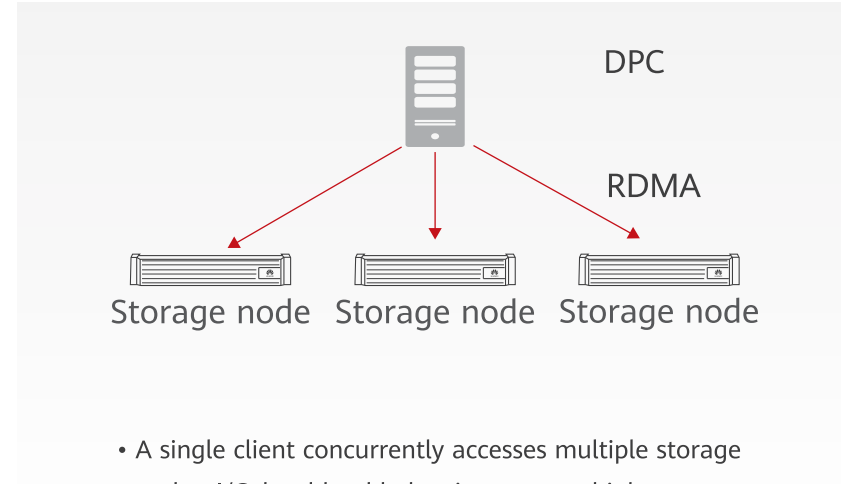 DPC
RDMA
Storage node Storage node Storage node
• A single client concurrently accesses multiple storage